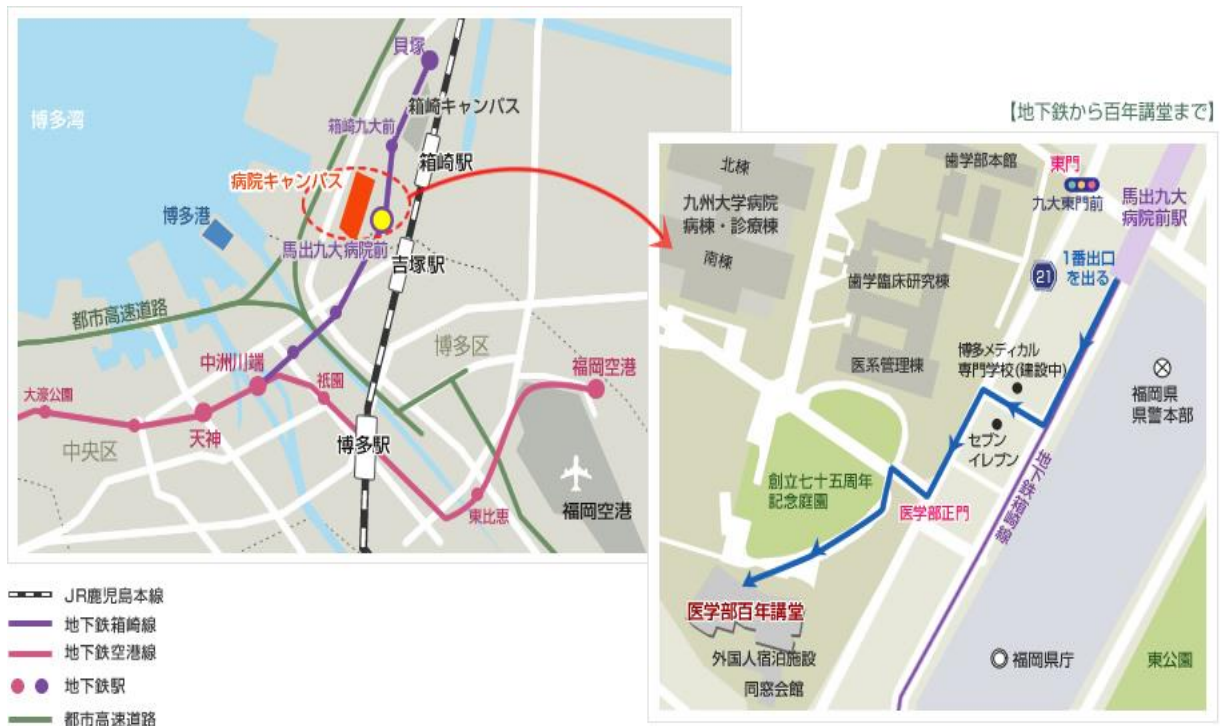 貝塚
箱崎キャンパス
箱崎九大前
博多湾
箱崎駅
病院キャンパス
博多港
馬出九大病院前
吉塚駅
都市高速道路
博多区
中洲川端
祇園
福岡空港
大濠公園
天神
中央区
博多駅
東比恵
福岡空港
JR鹿児島本線
地下鉄箱崎線
地下鉄空港線
地下鉄駅
都市高速道路
【地下鉄から百年講堂まで】
北棟
九州大学病院
病棟・診療棟
南棟
歯学部本館
東門
九大東門前
馬出九大
病院前駅
1番出口
を出る
21
歯学臨床研究棟
博多メディカル
専門学校(建設中)
医系管理棟
福岡県
県警本部
セブン
イレブン
地下鉄箱崎線
創立七十五周年
記念庭園
医学部正門
医学部百年講堂
外国人宿泊施設
同窓会館
福岡県庁
東公園